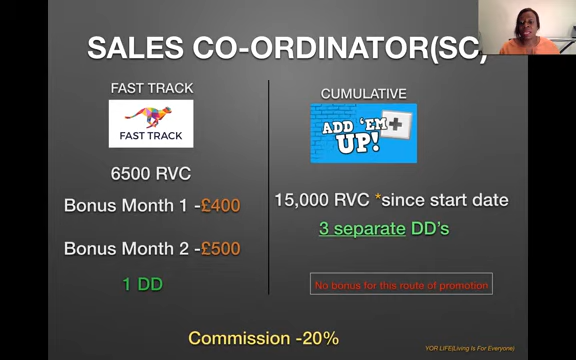 SALES CO-ORDINATOR(SC)
FAST TRACK
FAST TRACK
6500 RVC
Bonus Month 1 -£400
Bonus Month 2 -£500
1 DD
CUMULATIVE
ADD 'EM
UP!
15,000 RVC *since start date
3 separate DD's
No bonus for this route of promotion
Commission -20%
YOR LIFE(Living Is For Everyone)